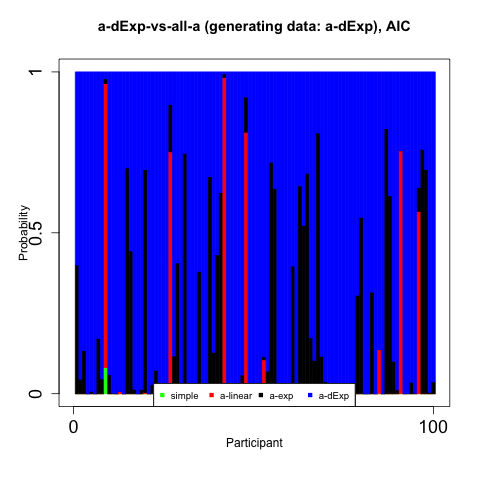 a-dExp-vs-all-a (generating data: a-dExp), AIC
1
0.5
0
Probability
simple a-linear a-exp a-dExp
0 100
Participant